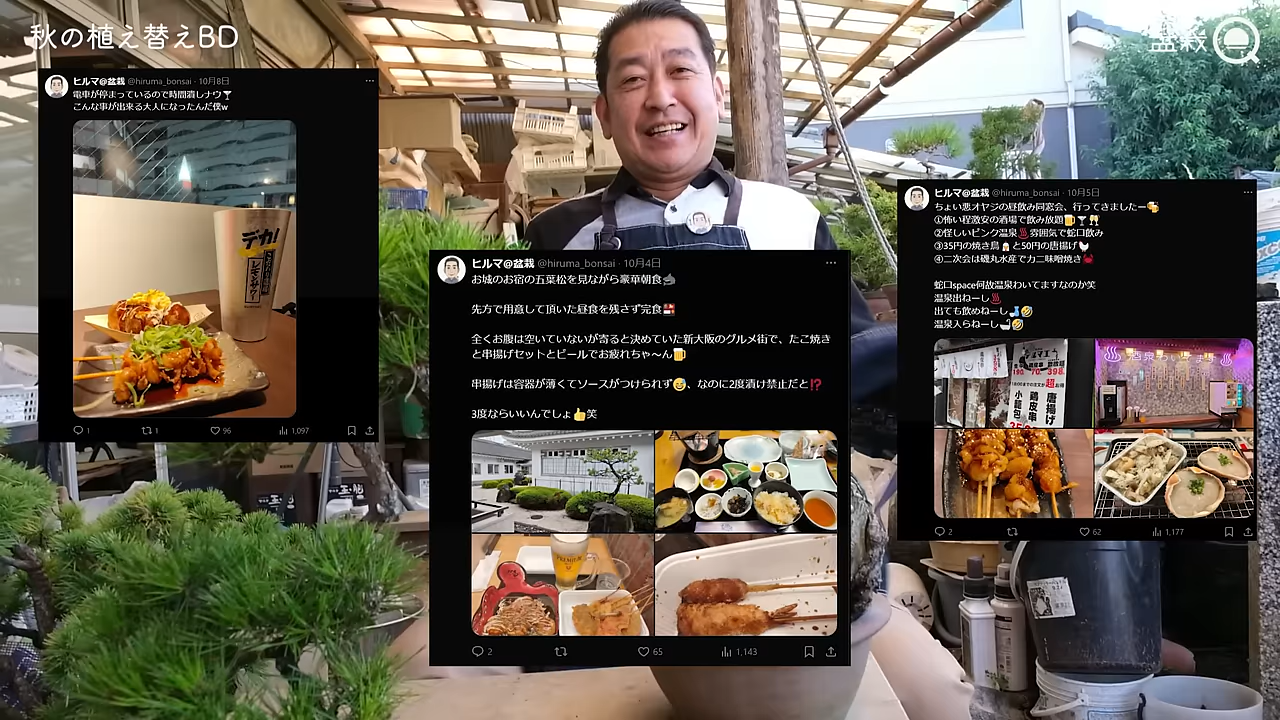 秋の植え替えBD
盆栽Q
ヒルマ@盆栽 @hiruma_bonsai · 10月8日
電車が停まっているので時間潰しナウ🍸
こんな事が出来る大人になったんだ僕w
デカ!
レモンサワー
1
1
96
1,097
ヒルマ@盆栽 @hiruma_bonsai · 10月4日
お城のお宿の五葉松を見ながら豪華朝食
先方で用意して頂いた昼食を残さず完食🍱
全くお腹は空いていないが寄ると決めていた新大阪のグルメ街で、たこ焼き
と串揚げセットとビールでお疲れちゃ~ん🍺
串揚げは容器が薄くてソースがつけられず😅、なのに2度漬け禁止だと⁉️
3度ならいいんでしょ👍笑
PREMIUM
2
65
1,143
ヒルマ@盆栽 @hiruma_bonsai · 10月5日
ちょい悪オヤジの昼飲み同窓会、行ってきましたー🍻
①怖い程激安の酒場で飲み放題🍺🍸🥂
②怪しいピンク温泉♨️雰囲気で蛇口飲み
③35円の焼き鳥と50円の唐揚げ🐓
④二次会は磯丸水産でカニ味噌焼き🦀
蛇口space何故温泉わいてますなのか笑
温泉出ねーし♨️
出ても飲めねーし🍶🤣
温泉入らねーし🛁🤣
190
398
小籠包
鶏皮串
唐揚げ
2
62
1,177